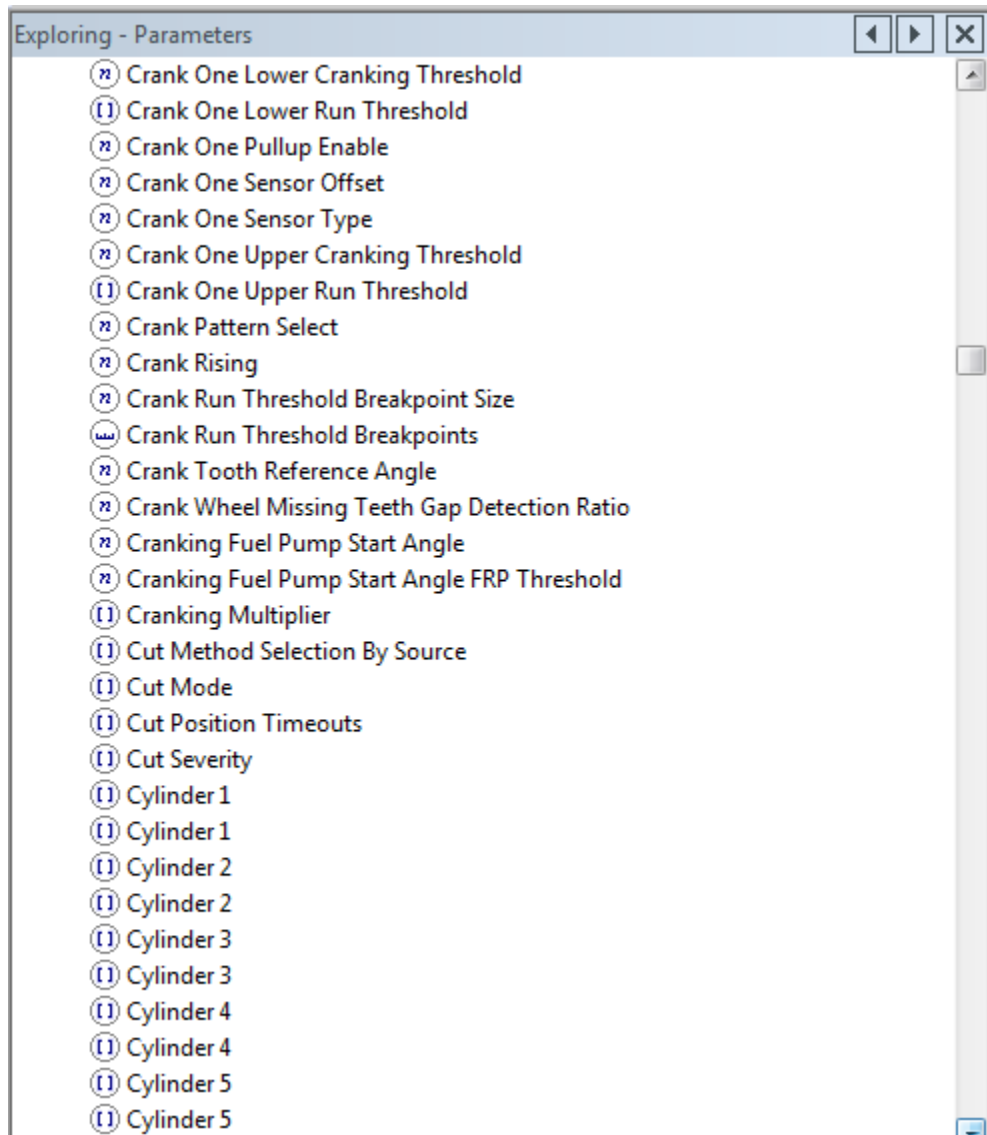 Exploring - Parameters
Crank One Lower Cranking Threshold
Crank One Lower Run Threshold
Crank One Pullup Enable
Crank One Sensor Offset
Crank One Sensor Type
Crank One Upper Cranking Threshold
Crank One Upper Run Threshold
Crank Pattern Select
Crank Rising
Crank Run Threshold Breakpoint Size
Crank Run Threshold Breakpoints
Crank Tooth Reference Angle
Crank Wheel Missing Teeth Gap Detection Ratio
Cranking Fuel Pump Start Angle
Cranking Fuel Pump Start Angle FRP Threshold
Cranking Multiplier
Cut Method Selection By Source
Cut Mode
Cut Position Timeouts
Cut Severity
Cylinder 1
Cylinder 1
Cylinder 2
Cylinder 2
Cylinder 3
Cylinder 3
Cylinder 4
Cylinder 4
Cylinder 5
Cylinder 5